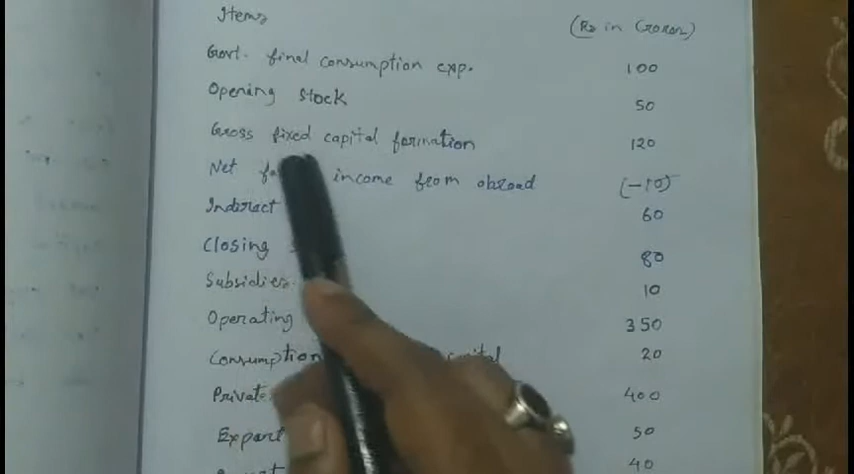 Items (Rs in Crores)
Govt. final consumption exp. 100
Opening stock 50
Gross fixed capital formation 120
Net income from abroad (-10)
Indirect 60
Closing 80
Subsidies 10
Operating 350
Consumption capital 20
Private 400
Export 50
40